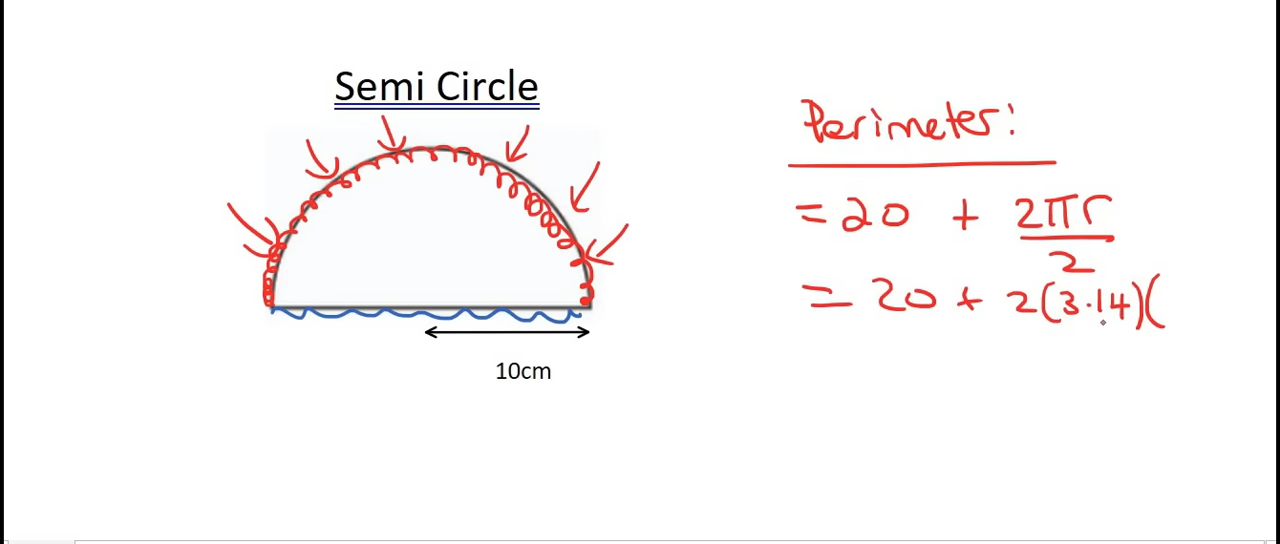 Semi Circle
10cm
Perimeter:
= 20 + 2πr
2
= 20 + 2(3.14)(